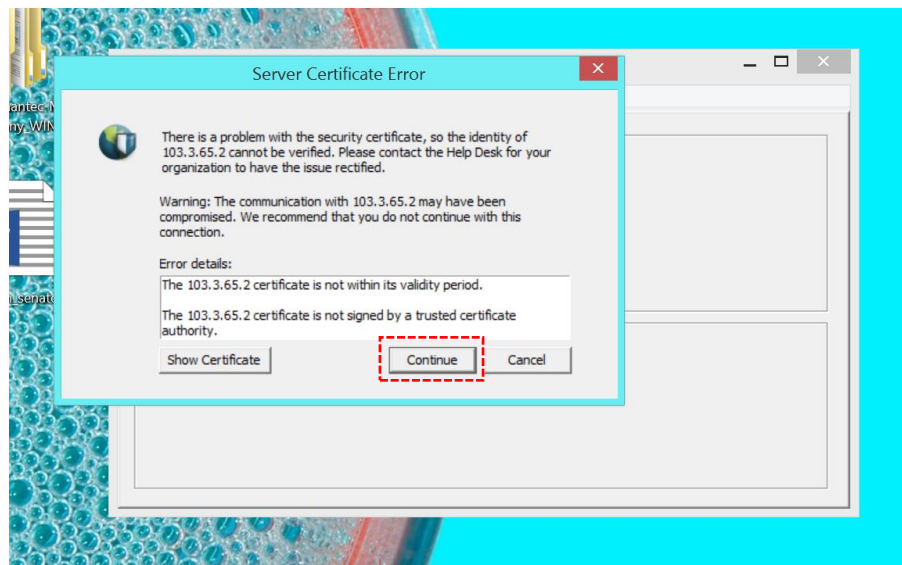 Server Certificate Error
There is a problem with the security certificate, so the identity of
103.3.65.2 cannot be verified. Please contact the Help Desk for your
organization to have the issue rectified.
Warning: The communication with 103.3.65.2 may have been
compromised. We recommend that you do not continue with this
connection.
Error details:
The 103.3.65.2 certificate is not within its validity period.
The 103.3.65.2 certificate is not signed by a trusted certificate
authority.
Show Certificate
Continue
Cancel